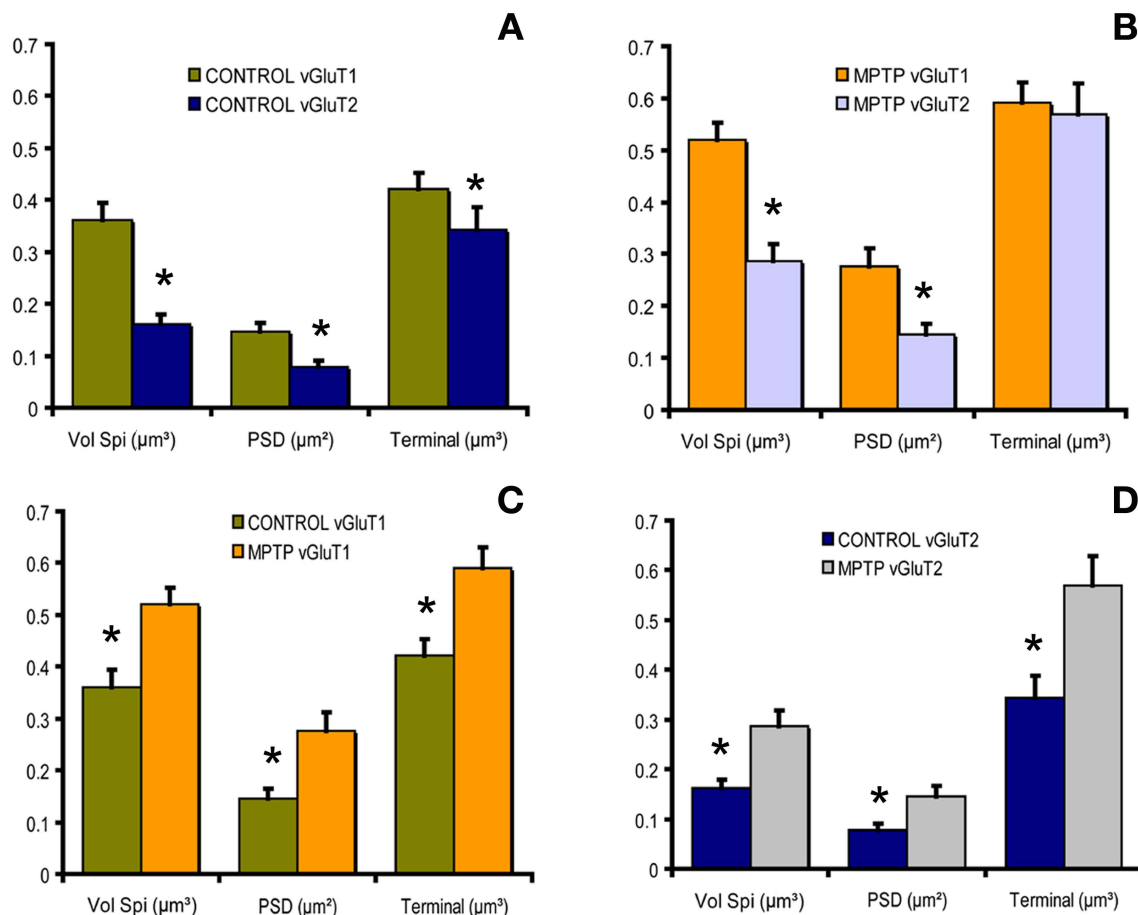 A
0.7
CONTROL vGluT1
CONTROL vGluT2
0.6
0.5
0.4
0.3
0.2
0.1
0
*
*
*
Vol Spi (µm³) PSD (µm²) Terminal (µm³)
B
0.7
MPTP vGluT1
MPTP vGluT2
0.6
0.5
0.4
0.3
0.2
0.1
0
*
*
Vol Spi (µm³) PSD (µm²) Terminal (µm³)
C
0.7
CONTROL vGluT1
MPTP vGluT1
0.6
0.5
0.4
0.3
0.2
0.1
0
*
*
*
Vol Spi (µm³) PSD (µm²) Terminal (µm³)
D
0.7
CONTROL vGluT2
MPTP vGluT2
0.6
0.5
0.4
0.3
0.2
0.1
0
*
*
*
Vol Spi (µm³) PSD (µm²) Terminal (µm³)